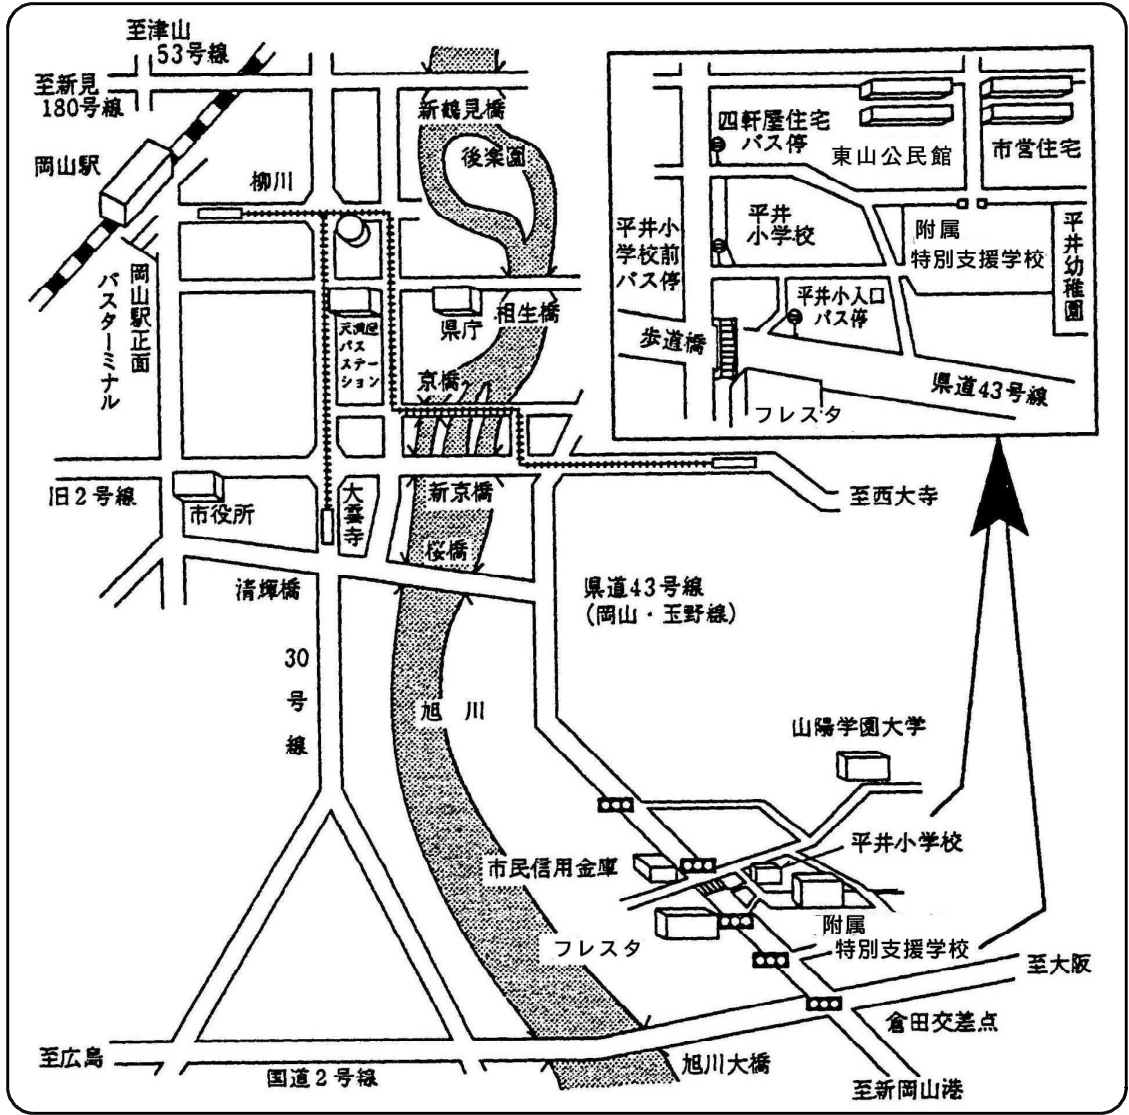 至津山
53号線
至新見
180号線
岡山駅
柳川
新鶴見橋
後楽園
岡山駅正面
バスターミナル
天満屋
バス
ステー
ション
県庁
相生橋
京橋
旧2号線
市役所
大雲寺
新京橋
至西大寺
桜橋
清輝橋
県道43号線
(岡山・玉野線)
30号線
旭川
山陽学園大学
平井小学校
市民信用金庫
フレスタ
附属
特別支援学校
至大阪
倉田交差点
至広島
国道2号線
旭川大橋
至新岡山港
四軒屋住宅
バス停
東山公民館
市営住宅
平井小
学校前
バス停
平井
小学校
附属
特別支援学校
平井幼稚園
平井小入口
バス停
歩道橋
県道43号線
フレスタ